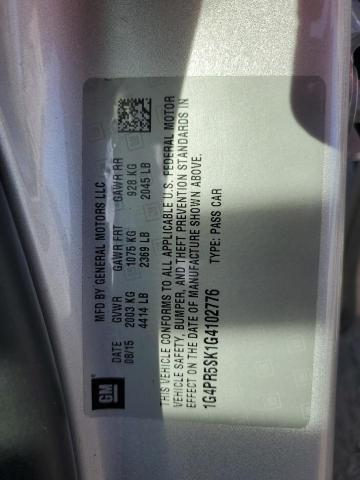 MFD BY GENERAL MOTORS LLC
DATE GVWR GAWR FRT GAWR RR
08/15 2003 KG 1075 KG 928 KG
4414 LB 2369 LB 2045 LB
GM
THIS VEHICLE CONFORMS TO ALL APPLICABLE U.S. FEDERAL MOTOR
VEHICLE SAFETY, BUMPER, AND THEFT PREVENTION STANDARDS IN
EFFECT ON THE DATE OF MANUFACTURE SHOWN ABOVE.
1G4PR5SK1G4102776 TYPE: PASS CAR